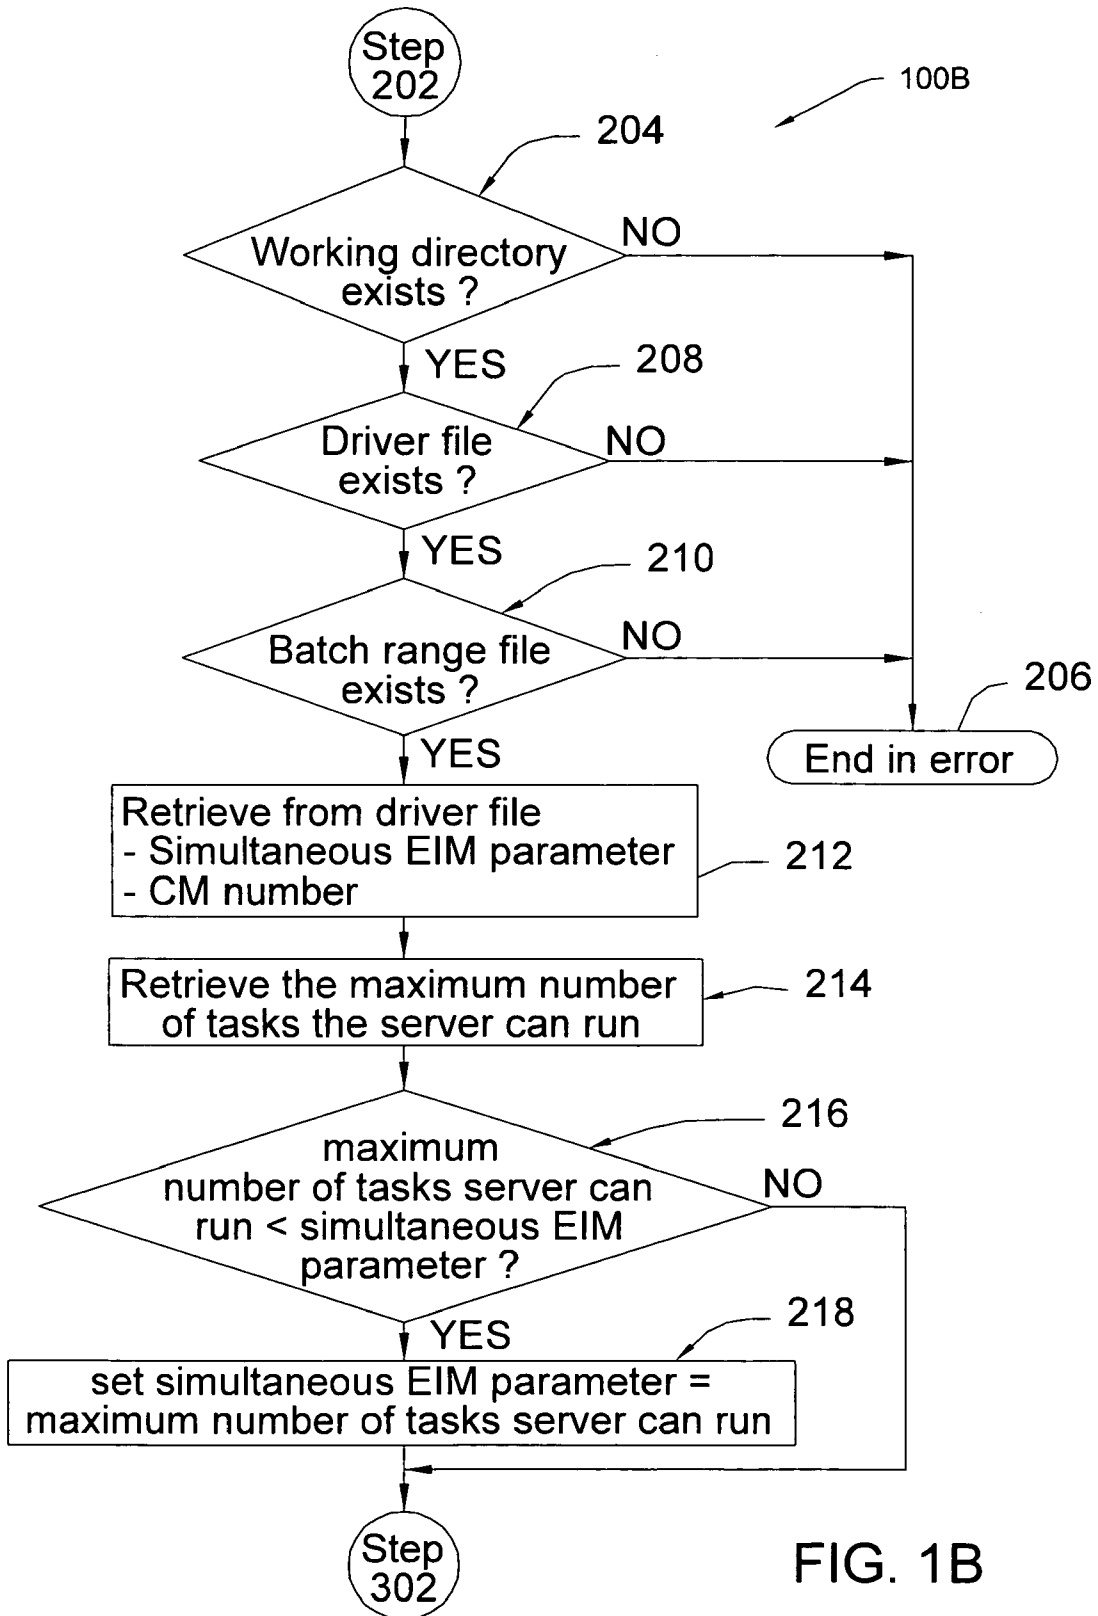 Step
202
100B
204
Working directory
exists ?
NO
YES
208
Driver file
exists ?
NO
YES
210
Batch range file
exists ?
NO
206
End in error
YES
Retrieve from driver file
- Simultaneous EIM parameter
- CM number
212
Retrieve the maximum number
of tasks the server can run
214
216
maximum
number of tasks server can
run < simultaneous EIM
parameter ?
NO
YES
218
set simultaneous EIM parameter =
maximum number of tasks server can run
Step
302
FIG. 1B